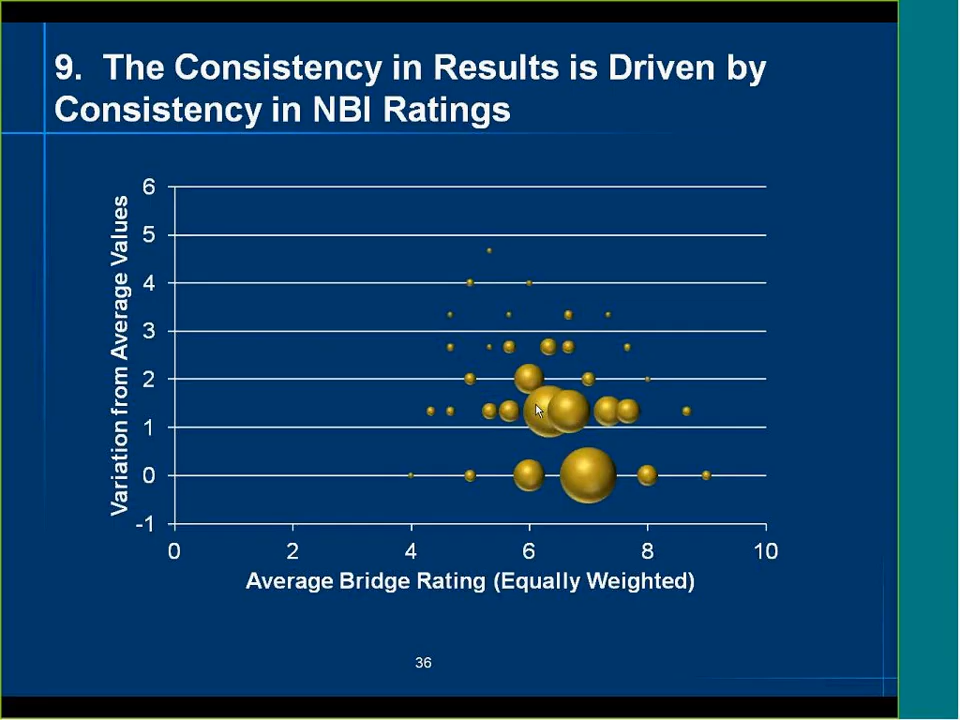 9. The Consistency in Results is Driven by
Consistency in NBI Ratings
Variation from Average Values
6
5
4
3
2
1
0
-1
0 2 4 6 8 10
Average Bridge Rating (Equally Weighted)
36